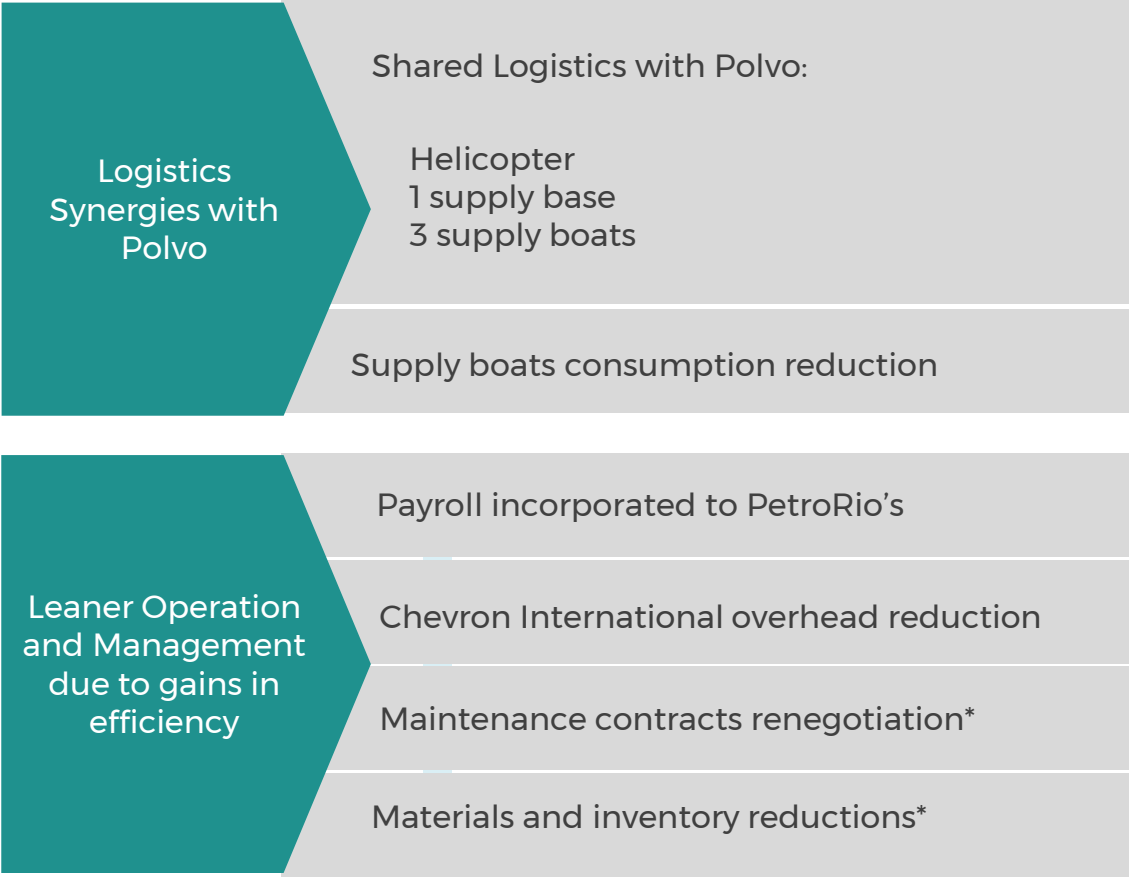 Logistics
Synergies with
Polvo
Shared Logistics with Polvo:
Helicopter
1 supply base
3 supply boats
Supply boats consumption reduction
Leaner Operation
and Management
due to gains in
efficiency
Payroll incorporated to PetroRio’s
Chevron International overhead reduction
Maintenance contracts renegotiation*
Materials and inventory reductions*